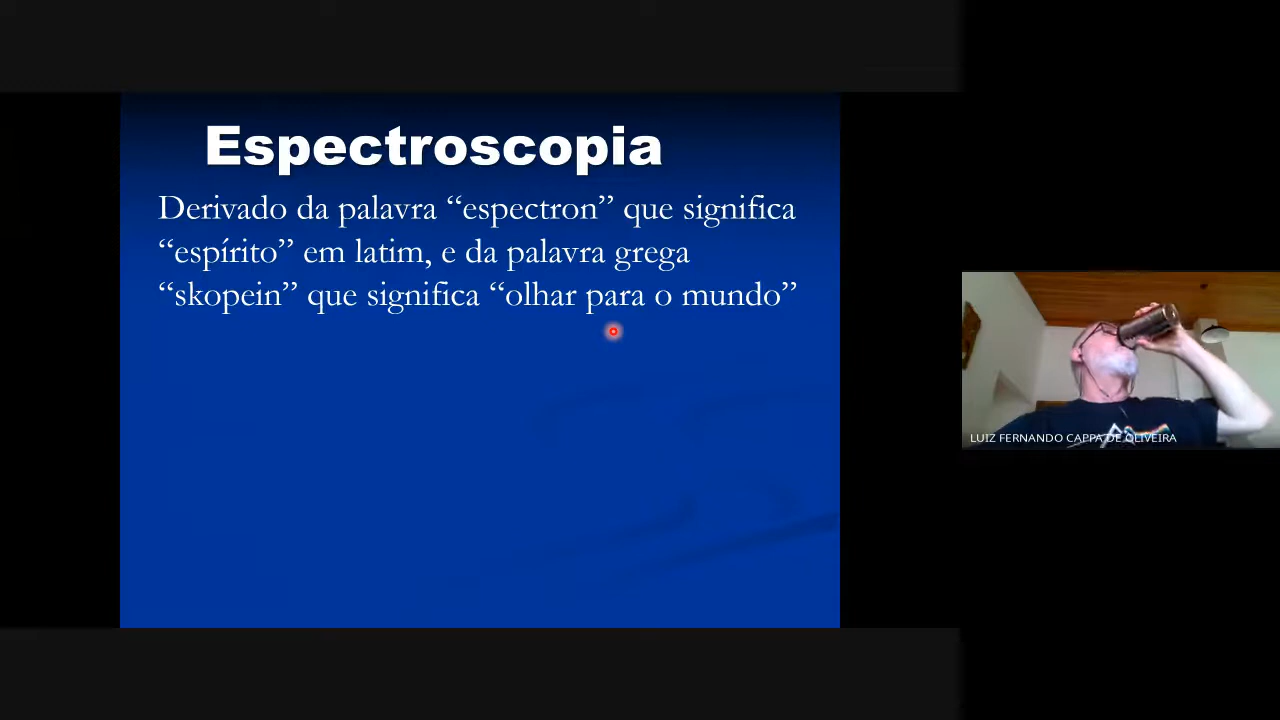 Espectroscopia
Derivado da palavra “espectron” que significa
“espírito” em latim, e da palavra grega
“skopein” que significa “olhar para o mundo”
LUIZ FERNANDO CAPPA DE OLIVEIRA